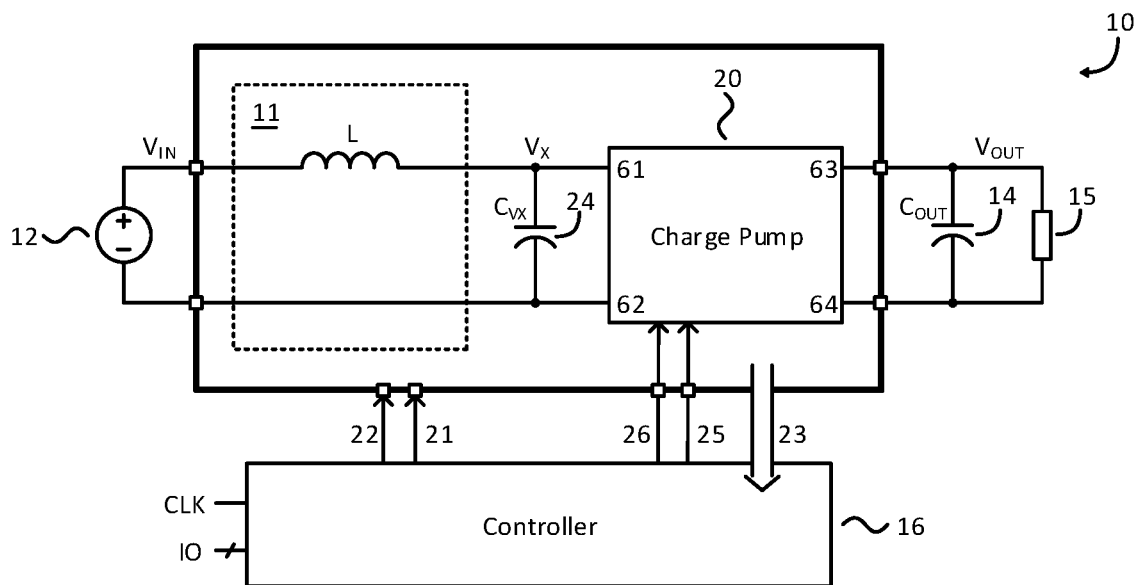 10
20
11
L
V_IN
V_X
61
63
V_OUT
C_VX
24
C_OUT
14
15
12
Charge Pump
62
64
22
21
26
25
23
CLK
IO
Controller
16